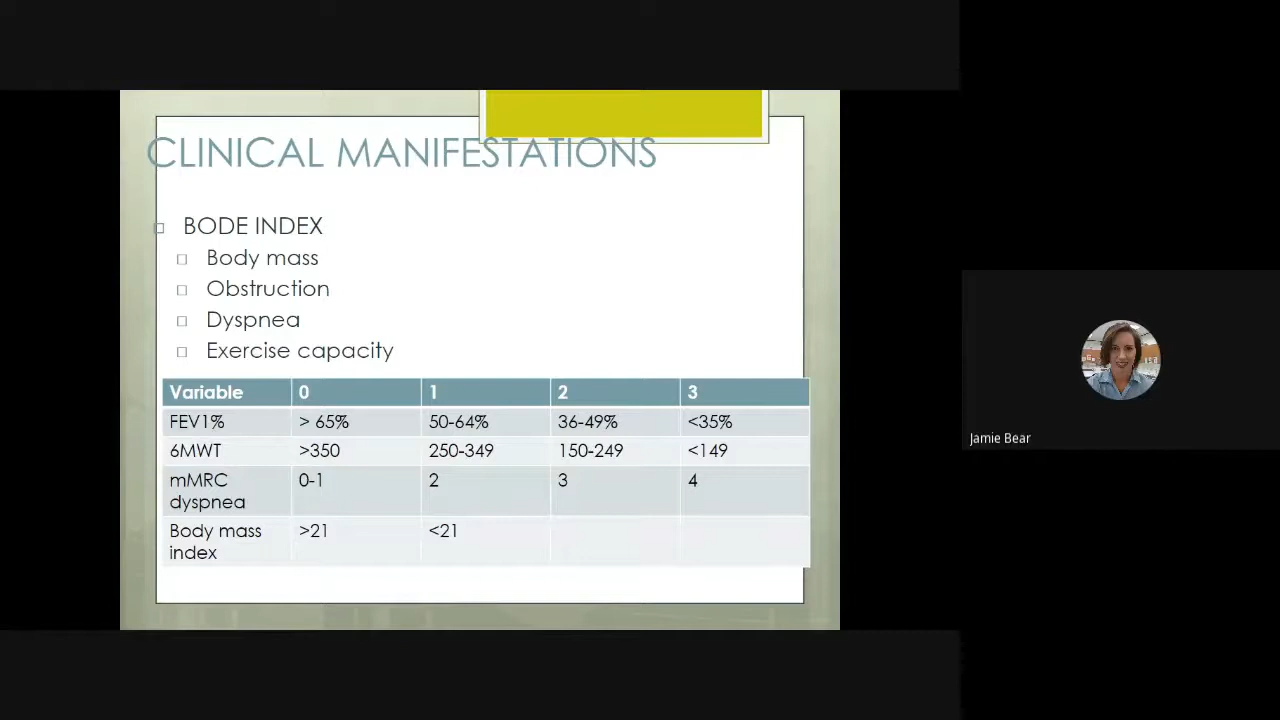 CLINICAL MANIFESTATIONS
BODE INDEX
Body mass
Obstruction
Dyspnea
Exercise capacity
Variable 0 1 2 3
FEV1% > 65% 50-64% 36-49% <35%
6MWT >350 250-349 150-249 <149
mMRC 0-1 2 3 4
dyspnea
Body mass >21 <21
index
Jamie Bear